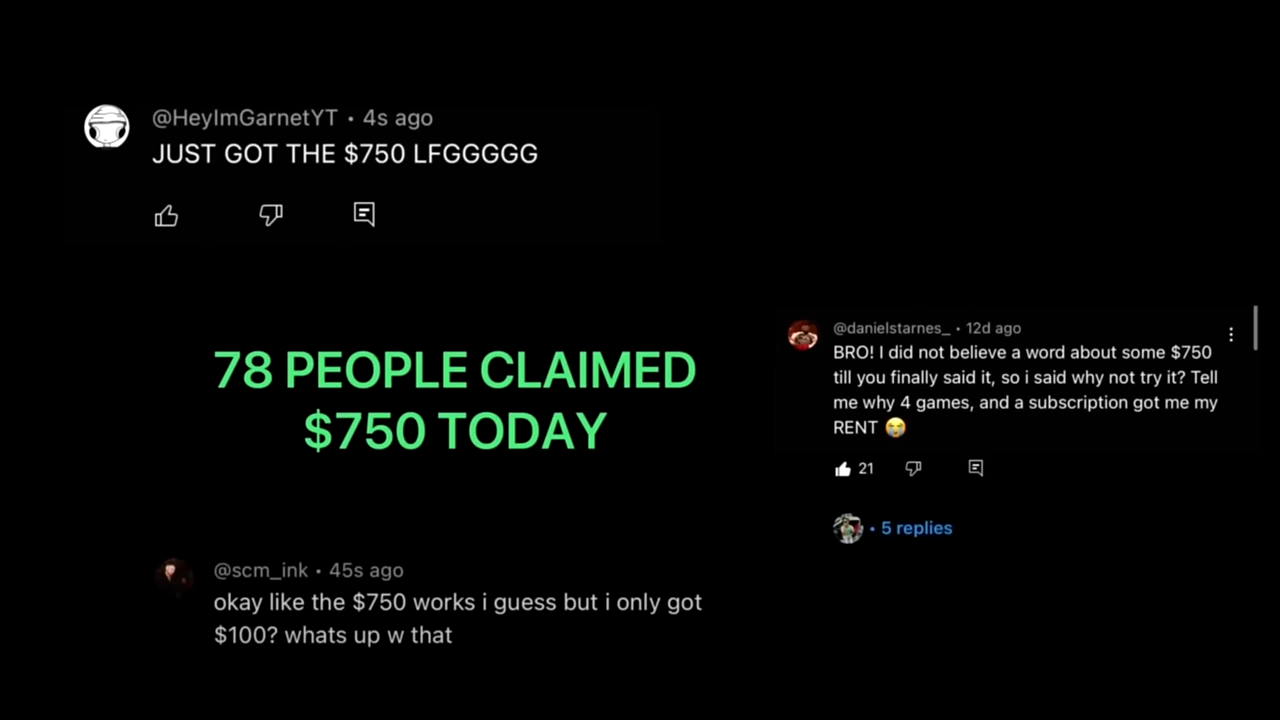 @HeyImGarnetYT • 4s ago
JUST GOT THE $750 LFGGGGG
78 PEOPLE CLAIMED
$750 TODAY
@danielstarnes_ • 12d ago
BRO! I did not believe a word about some $750
till you finally said it, so i said why not try it? Tell
me why 4 games, and a subscription got me my
RENT 😭
21
• 5 replies
@scm_ink • 45s ago
okay like the $750 works i guess but i only got
$100? whats up w that